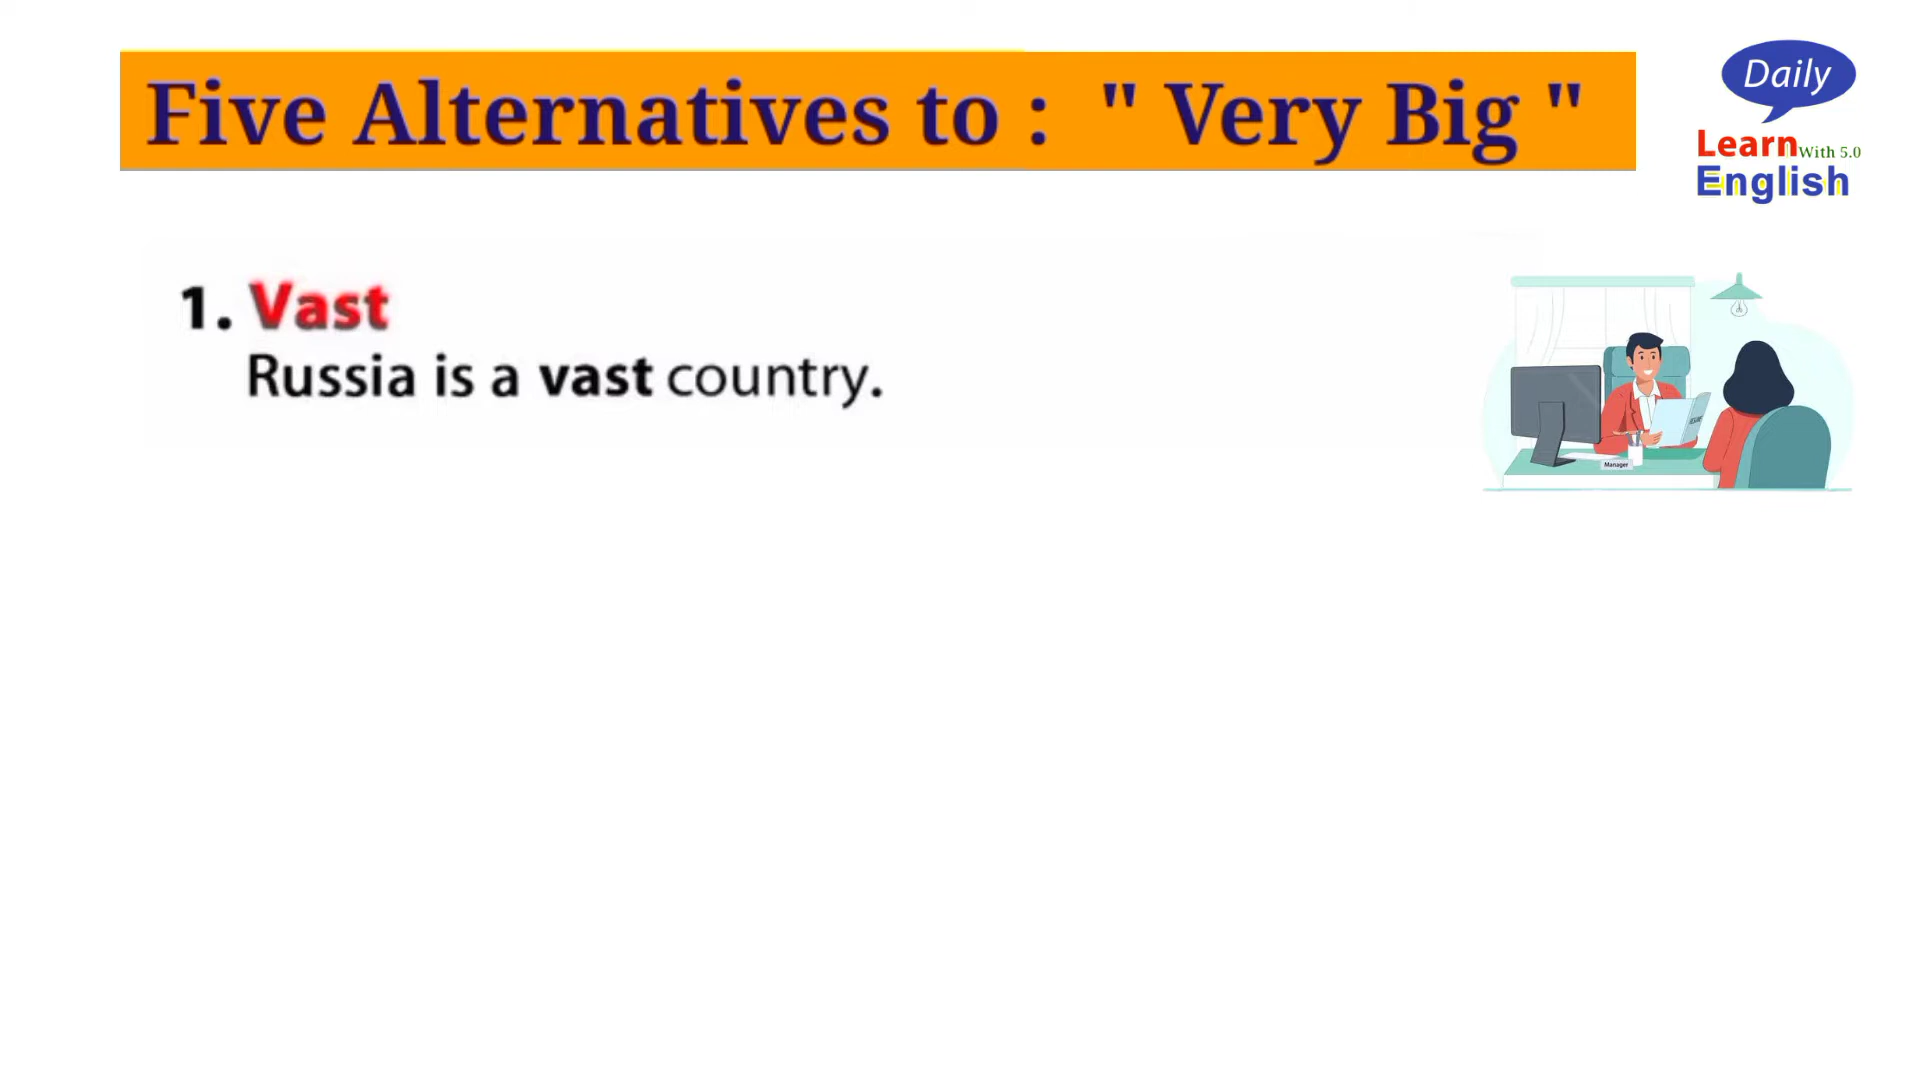 Five Alternatives to : " Very Big "
Daily
Learn With 5.0
English
1. Vast
Russia is a vast country.
Manager